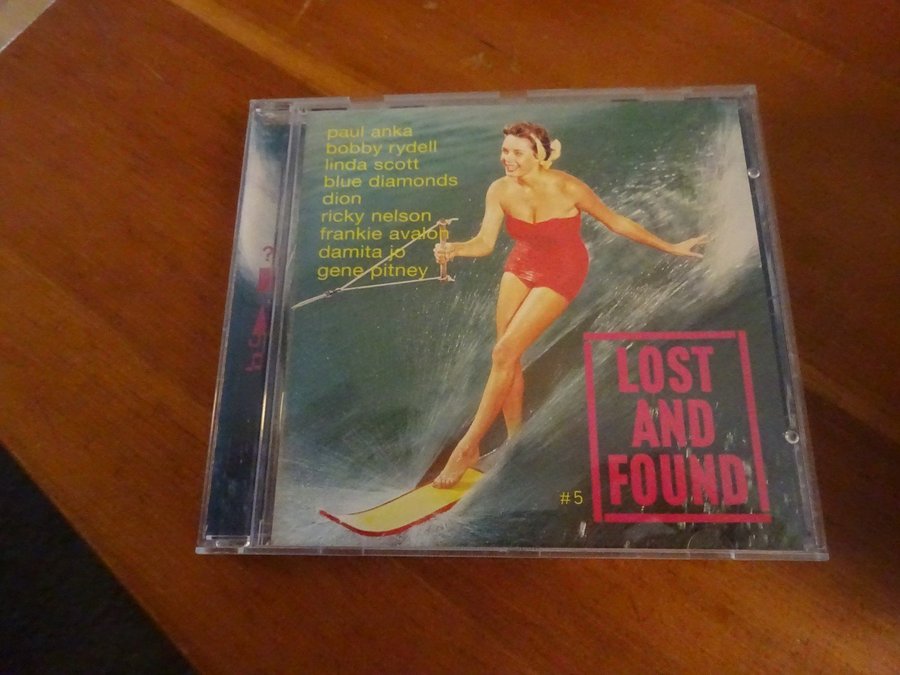 paul anka
bobby rydell
linda scott
blue diamonds
dion
ricky nelson
frankie avalon
damita jo
gene pitney
LOST
AND
FOUND
#5